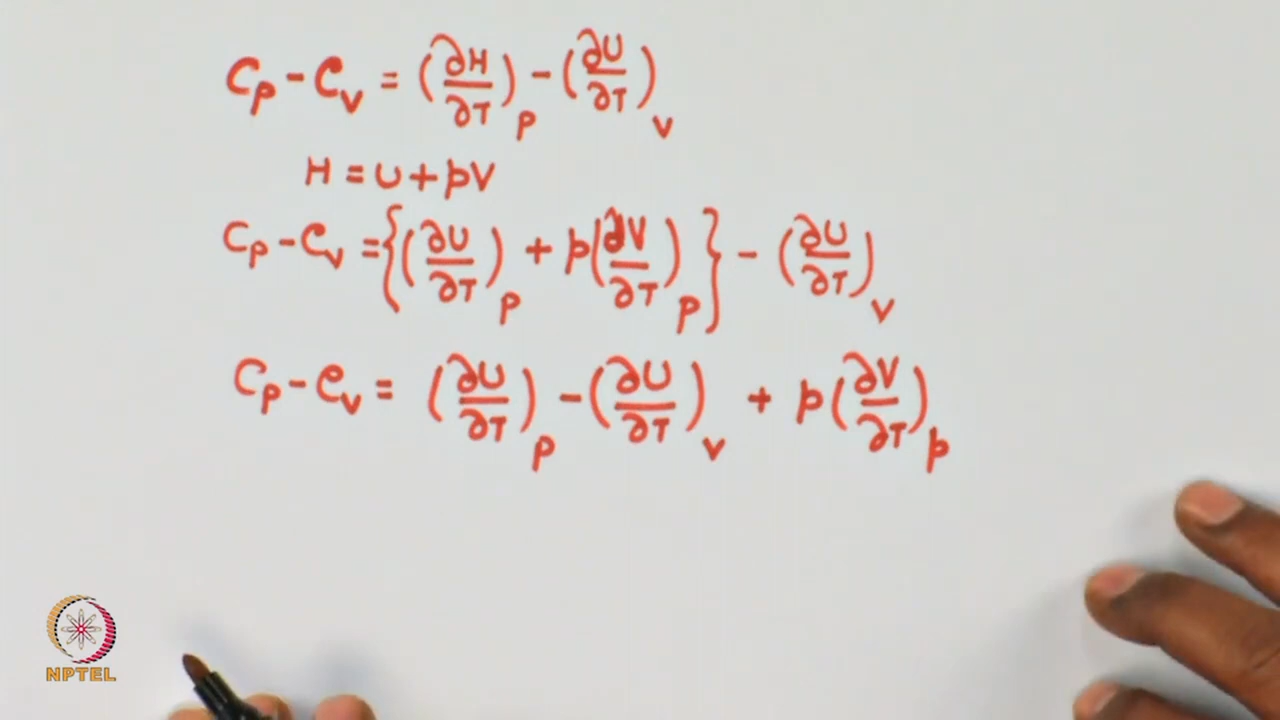 Cp - Cv = (∂H/∂T)p - (∂U/∂T)v
H = U + pV
Cp - Cv = {(∂U/∂T)p + p(∂V/∂T)p} - (∂U/∂T)v
Cp - Cv = (∂U/∂T)p - (∂U/∂T)v + p(∂V/∂T)p
NPTEL